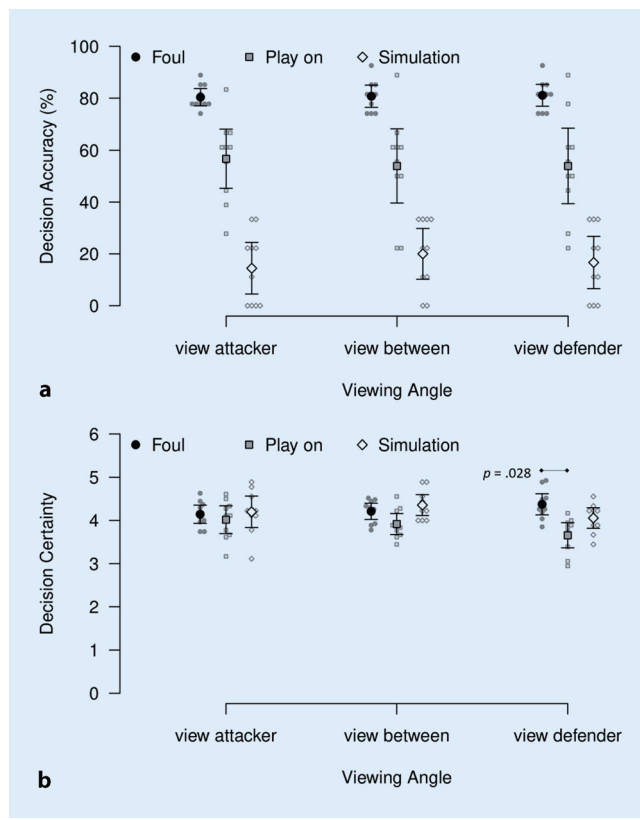 Foul Play on Simulation
100
80
60
40
20
0
Decision Accuracy (%)
view attacker view between view defender
Viewing Angle
a
Foul Play on Simulation
p = .028
6
5
4
3
2
1
0
Decision Certainty
view attacker view between view defender
Viewing Angle
b